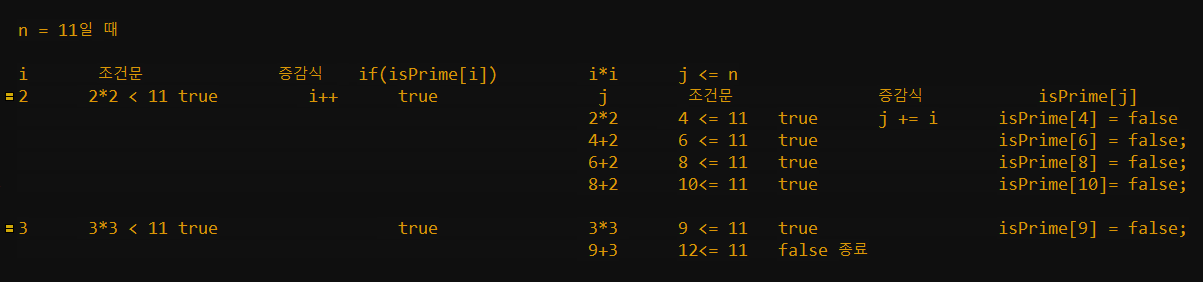 n = 11일 때
i 조건문 증감식 if(isPrime[i]) i*i j <= n
=2 2*2 < 11 true i++ true j 조건문 증감식 isPrime[j]
2*2 4 <= 11 true j += i isPrime[4] = false
4+2 6 <= 11 true isPrime[6] = false;
6+2 8 <= 11 true isPrime[8] = false;
8+2 10<= 11 true isPrime[10]= false;
=3 3*3 < 11 true true 3*3 9 <= 11 true isPrime[9] = false;
9+3 12<= 11 false 종료